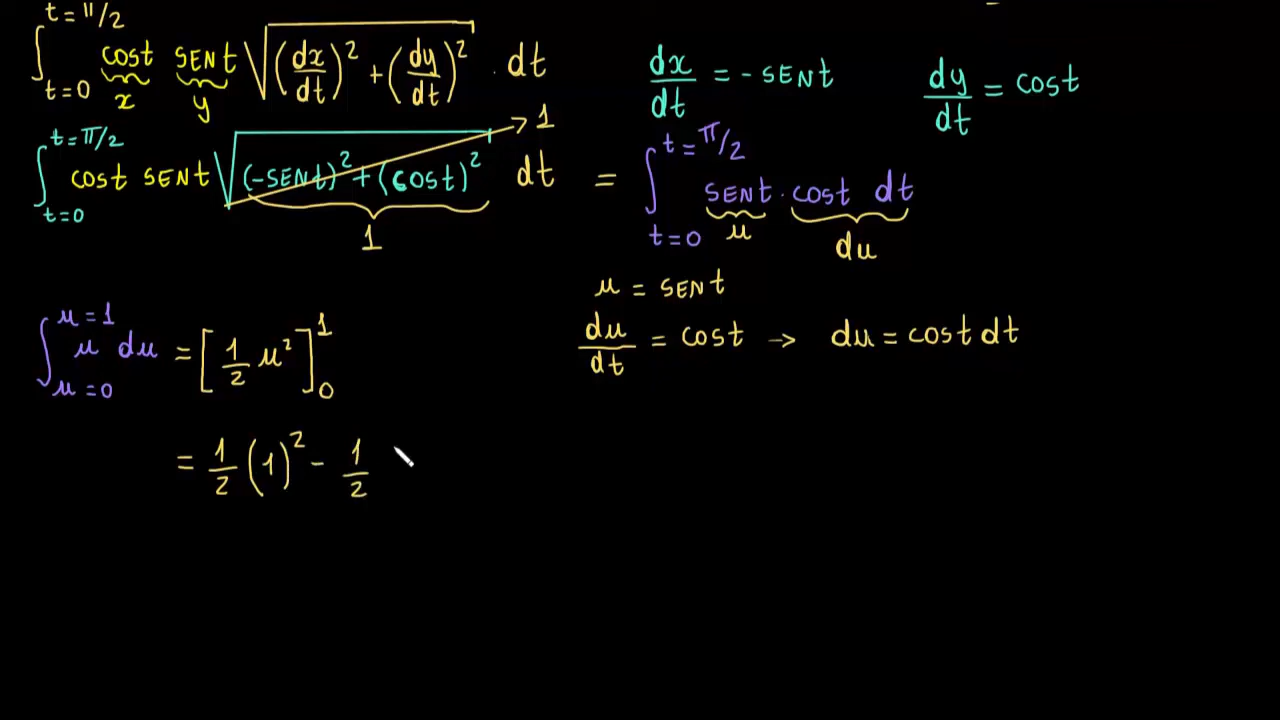 ∫_{t=0}^{t=π/2} cost sent √((dx/dt)² + (dy/dt)²) . dt
x y
dx/dt = - sent
dy/dt = cost
∫_{t=0}^{t=π/2} cost sent √((-sent)² + (cost)²) dt = ∫_{t=0}^{t=π/2} sent . cost dt
→ 1
1
u du
u = sent
du/dt = cost → du = cost dt
∫_{u=0}^{u=1} u du = [1/2 u²]₀¹
= 1/2 (1)² - 1/2